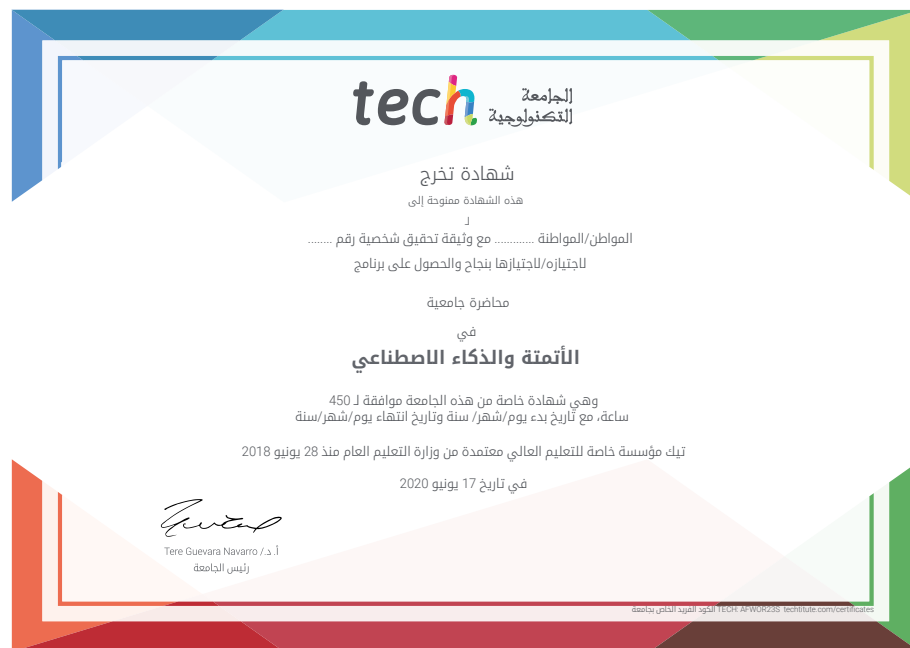 tech الجامعة
التكنولوجية
شهادة تخرج
هذه الشهادة ممنوحة إلى
لـ
المواطن/المواطنة ............ مع وثيقة تحقيق شخصية رقم ........
لاجتيازه/لاجتيازها بنجاح والحصول على برنامج
محاضرة جامعية
في
الأتمتة والذكاء الاصطناعي
وهي شهادة خاصة من هذه الجامعة موافقة لـ 450
ساعة، مع تاريخ بدء يوم/شهر/ سنة وتاريخ انتهاء يوم/شهر/سنة
تيك مؤسسة خاصة للتعليم العالي معتمدة من وزارة التعليم العام منذ 28 يونيو 2018
في تاريخ 17 يونيو 2020
أ.د./ Tere Guevara Navarro
رئيس الجامعة
الكود الفريد الخاص بجامعة TECH: AFWOR23S techtitute.com/certificates